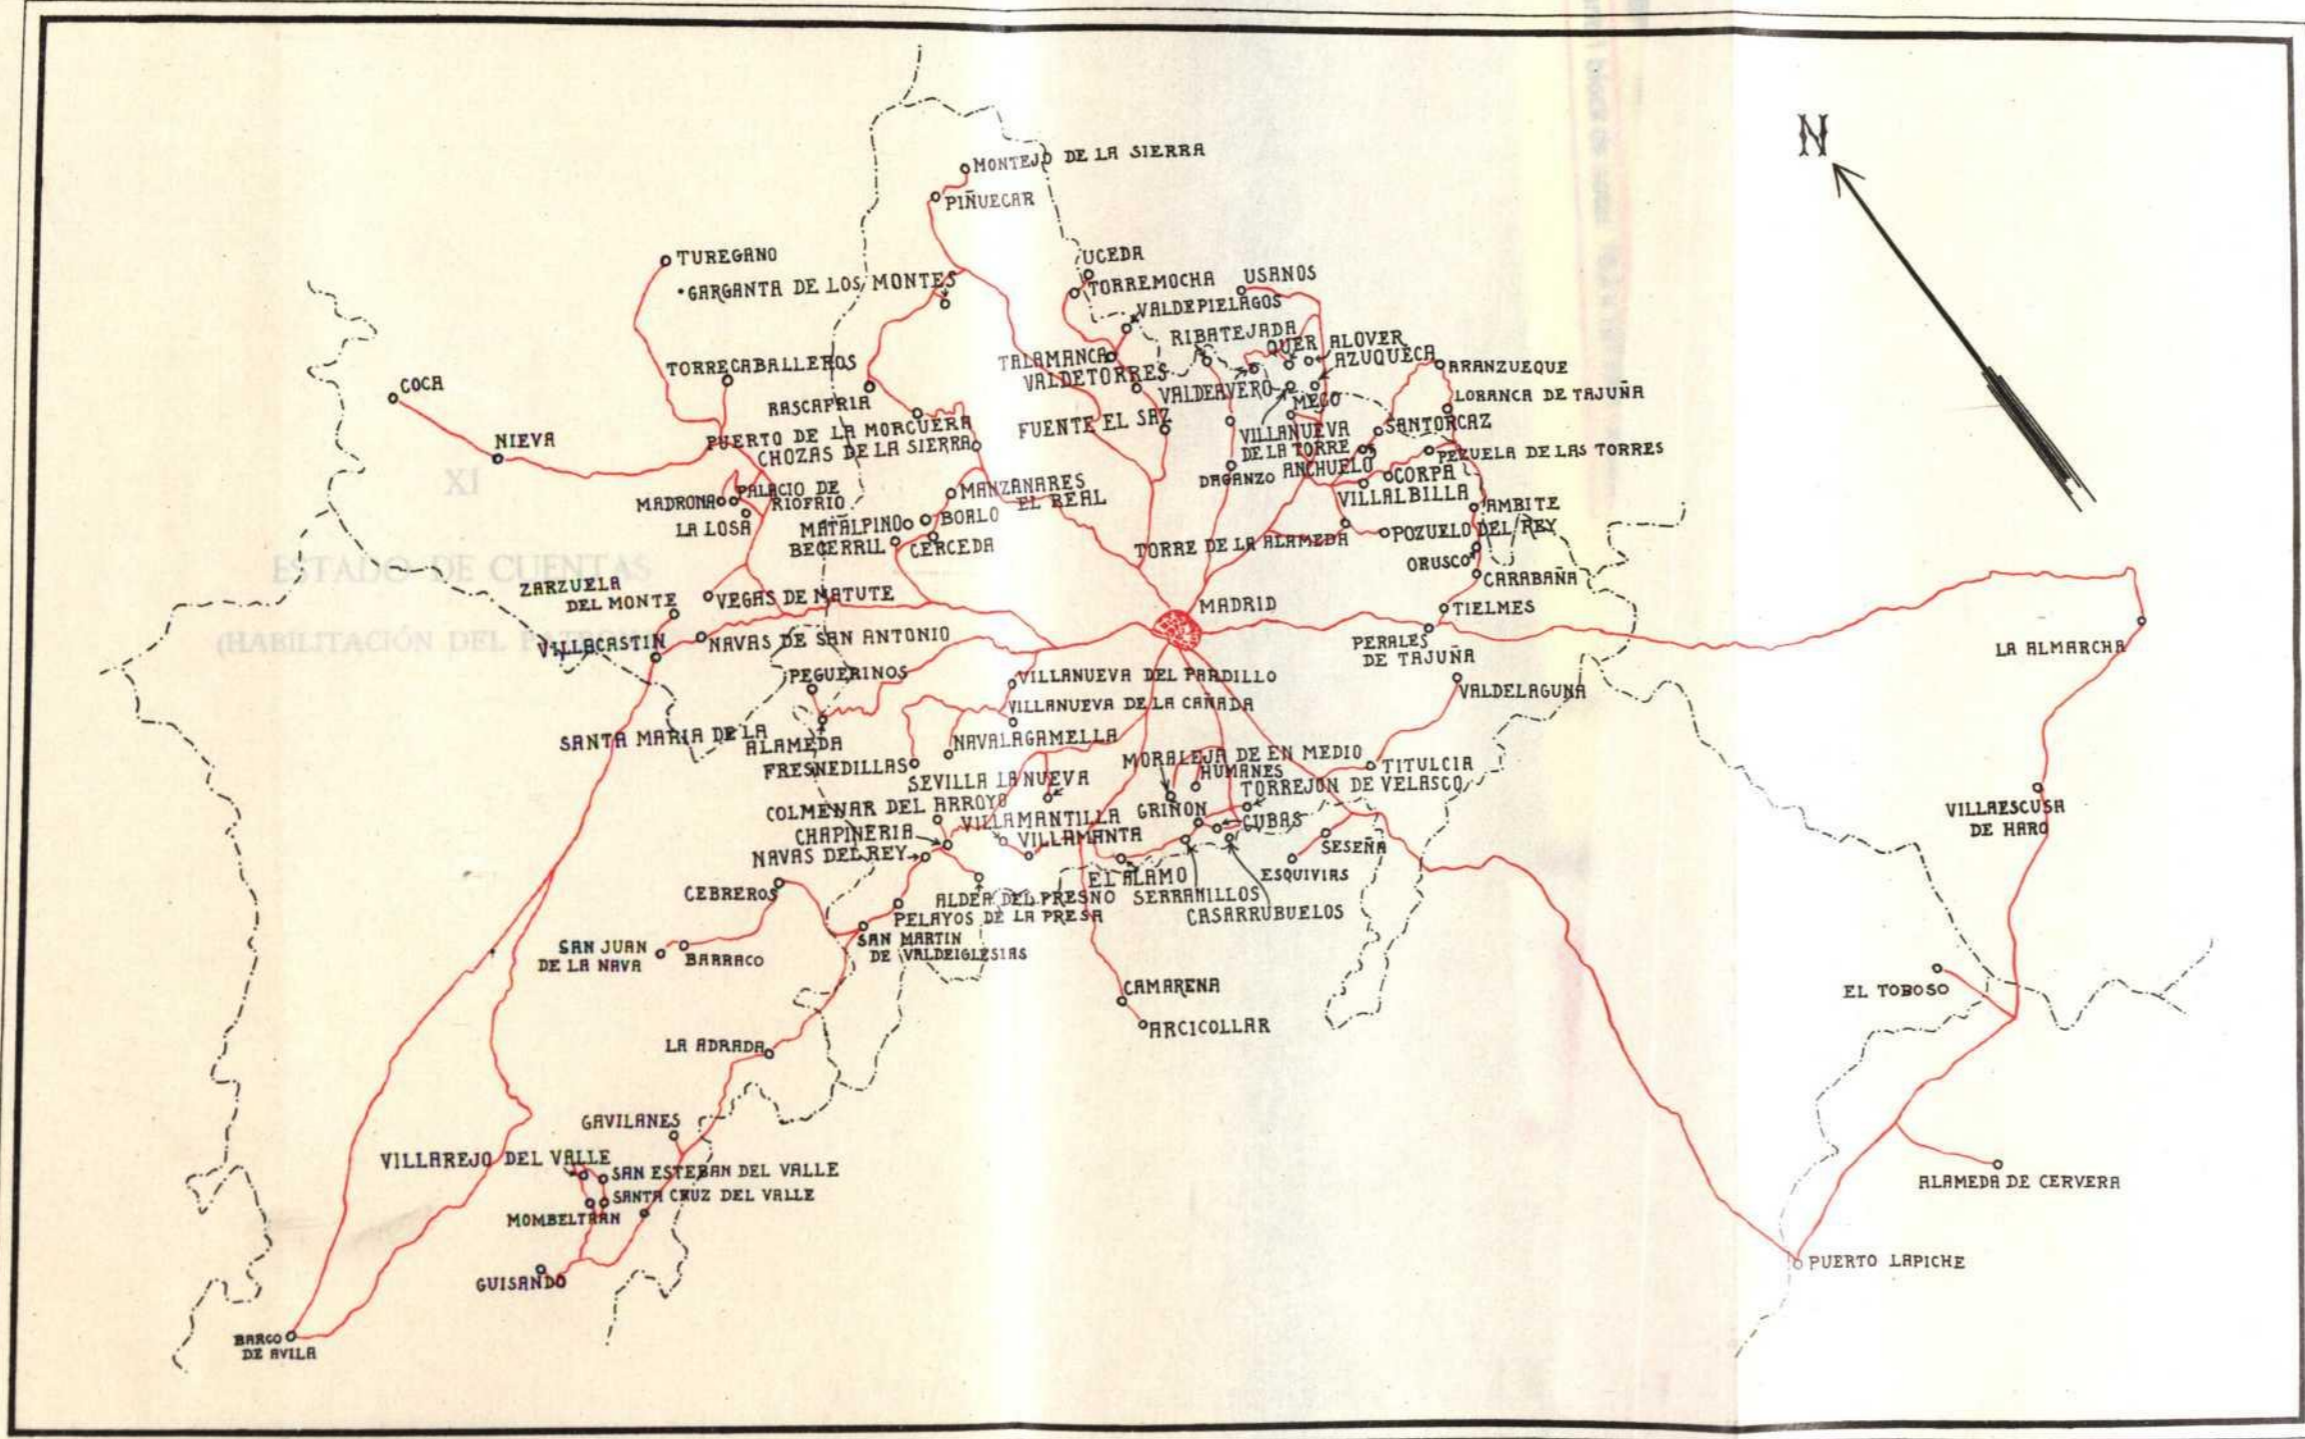 N
MONTEJO DE LA SIERRA
PIÑUECAR
TUREGANO
GARGANTA DE LOS MONTES
UCEDA
TORREMOCHA
USANOS
VALDEPIELAGOS
RIBATEJADA
QUER
ALOVER
AZUQUECA
TALAMANCA
VALDETORRES
VALDEAVERO
ARANZUEQUE
TORRECABALLEROS
COCA
RASCAFRIA
MECO
LORANCA DE TAJUÑA
NIEVA
PUERTO DE LA MORCUERA
FUENTE EL SAZ
VILLANUEVA
DE LA TORRE
SANTORCAZ
CHOZAS DE LA SIERRA
PEZUELA DE LAS TORRES
DAGANZO
ANCHUELO
CORPA
XI
MADRONA
PALACIO DE
RIOFRIO
MANZANARES
EL REAL
VILLALBILLA
AMBITE
LA LOSA
MATALPINO
BOALO
POZUELO DEL REY
BECERRIL
CERCEDA
TORRE DE LA ALAMEDA
ORUSCO
ESTADO DE CUENTAS
CARABAÑA
ZARZUELA
DEL MONTE
VEGAS DE MATUTE
MADRID
TIELMES
(HABILITACIÓN DEL
VILLACASTIN
NAVAS DE SAN ANTONIO
PERALES
DE TAJUÑA
LA ALMARCHA
PEGUERINOS
VILLANUEVA DEL PARDILLO
VALDELAGUNA
VILLANUEVA DE LA CAÑADA
SANTA MARIA DE LA
ALAMEDA
NAVALAGAMELLA
FRESNEDILLAS
MORALEJA DE EN MEDIO
HUMANES
TITULCIA
SEVILLA LA NUEVA
TORREJON DE VELASCO
COLMENAR DEL ARROYO
GRIÑON
VILLAMANTILLA
CUBAS
VILLAESCUSA
DE HARO
CHAPINERIA
VILLAMANTA
NAVAS DEL REY
SESEÑA
ESQUIVIAS
CEBREROS
EL ALAMO
ALDEA DEL FRESNO
SERRANILLOS
PELAYOS DE LA PRESA
CASARRUBUELOS
SAN MARTIN
DE VALDEIGLESIAS
SAN JUAN
DE LA NAVA
BARRACO
CAMARENA
EL TOBOSO
ARCICOLLAR
LA ADRADA
GAVILANES
VILLAREJO DEL VALLE
SAN ESTEBAN DEL VALLE
SANTA CRUZ DEL VALLE
MOMBELTRAN
ALAMEDA DE CERVERA
GUISANDO
PUERTO LAPICHE
BARCO
DE AVILA